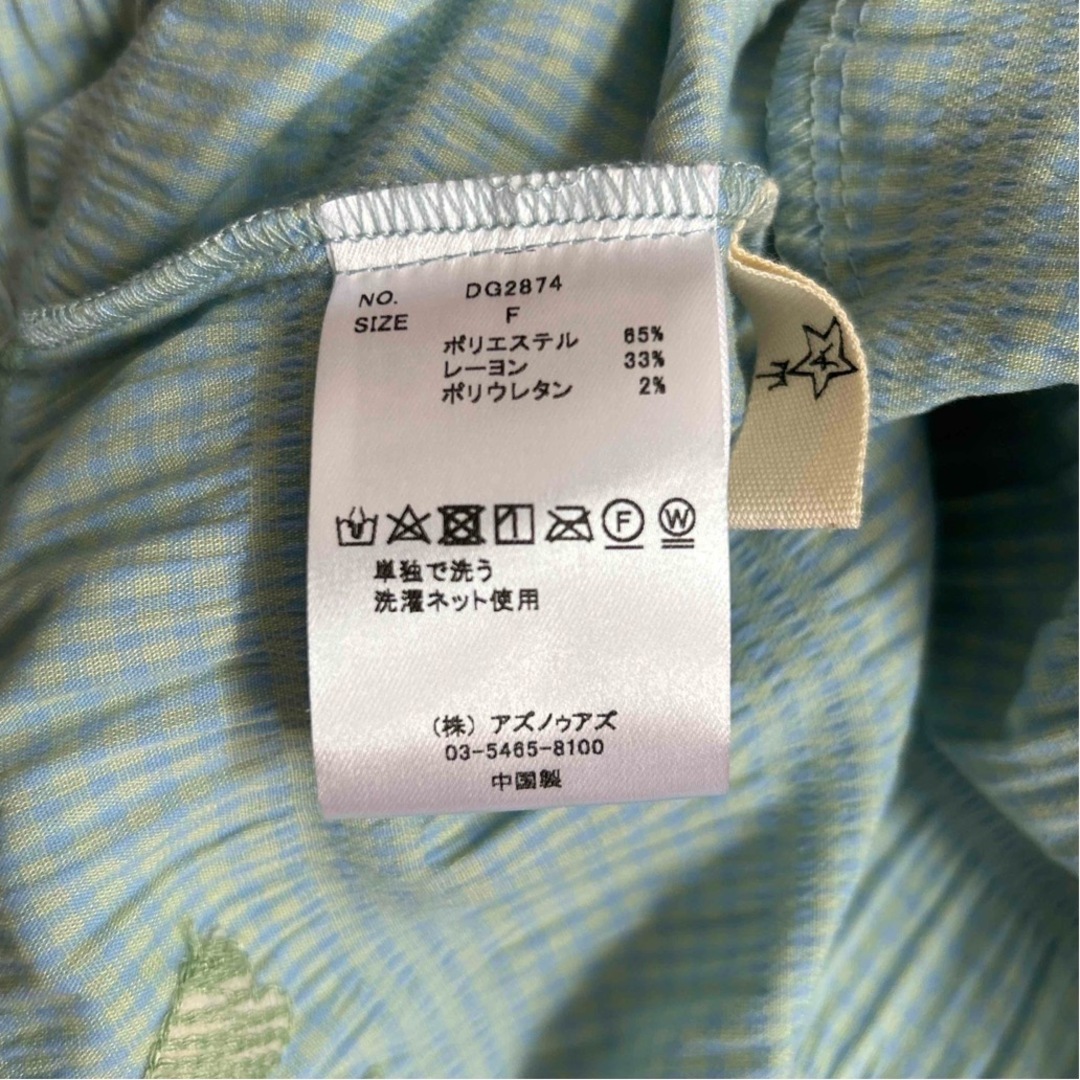 NO. DG2874
SIZE F
ポリエステル 65%
レーヨン 33%
ポリウレタン 2%
F W
単独で洗う
洗濯ネット使用
(株) アズノゥアズ
03-5465-8100
中国製